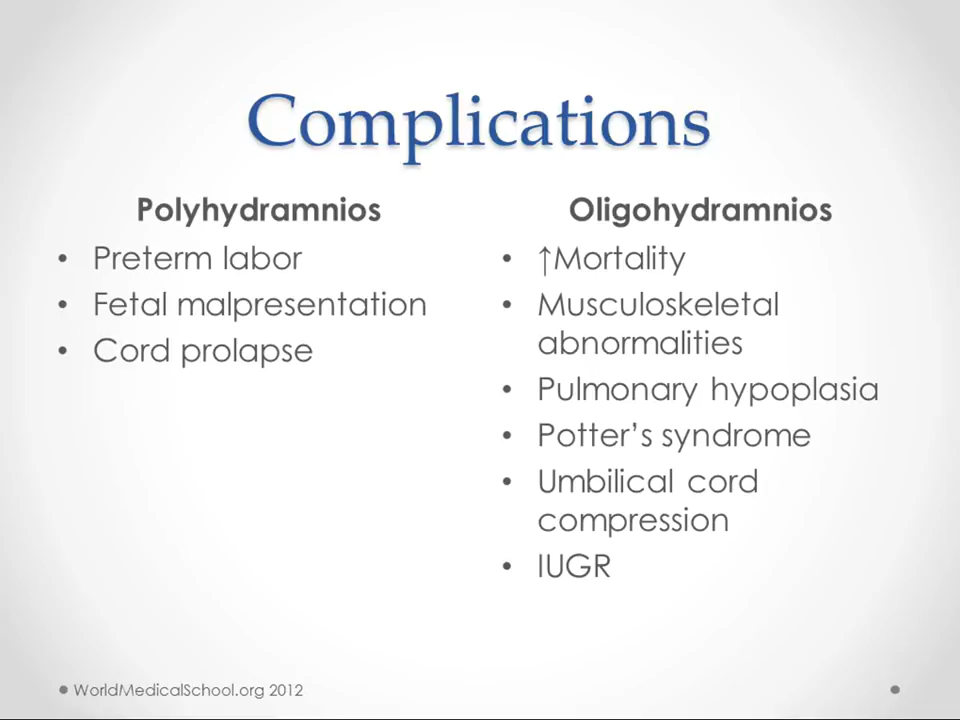 Complications
Polyhydramnios
• Preterm labor
• Fetal malpresentation
• Cord prolapse
Oligohydramnios
• ↑Mortality
• Musculoskeletal
abnormalities
• Pulmonary hypoplasia
• Potter’s syndrome
• Umbilical cord
compression
• IUGR
WorldMedicalSchool.org 2012